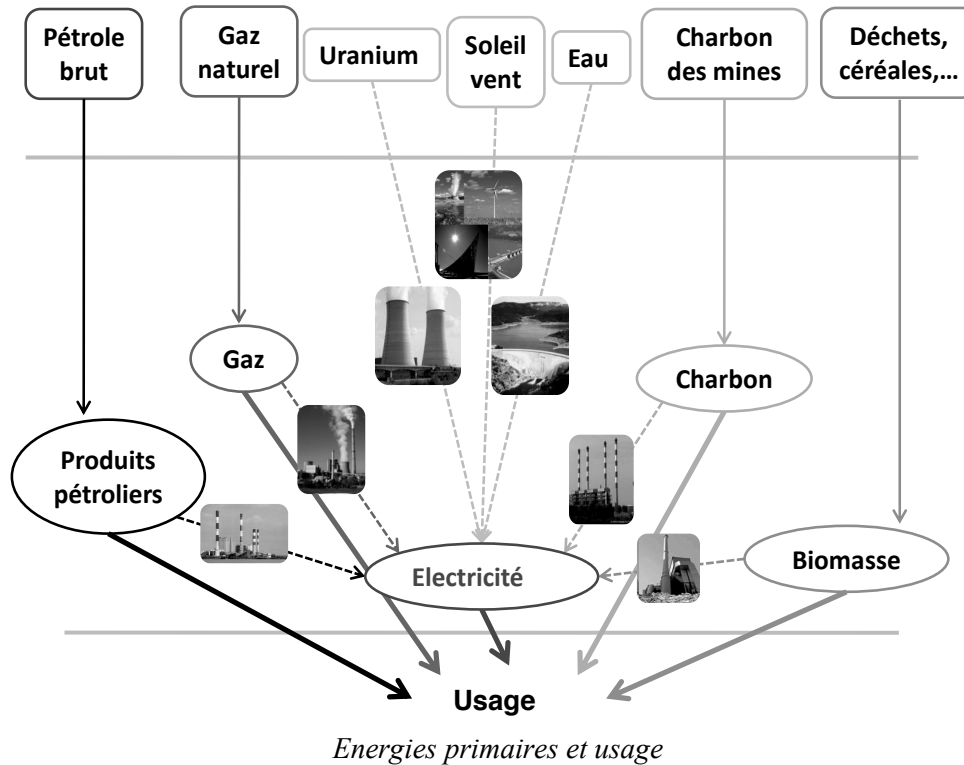 Pétrole
brut
Gaz
naturel
Uranium
Soleil
vent
Eau
Charbon
des mines
Déchets,
céréales,...
Gaz
Charbon
Produits
pétroliers
Electricité
Biomasse
Usage
Energies primaires et usage